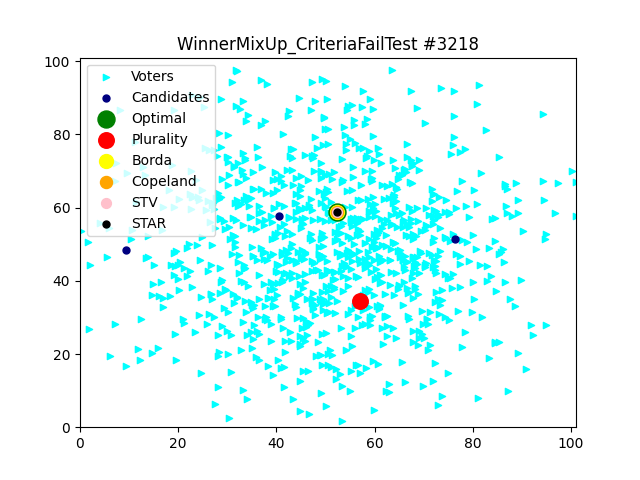 WinnerMixUp_CriteriaFailTest #3218
100
80
60
40
20
0
0 20 40 60 80 100
Voters
Candidates
Optimal
Plurality
Borda
Copeland
STV
STAR